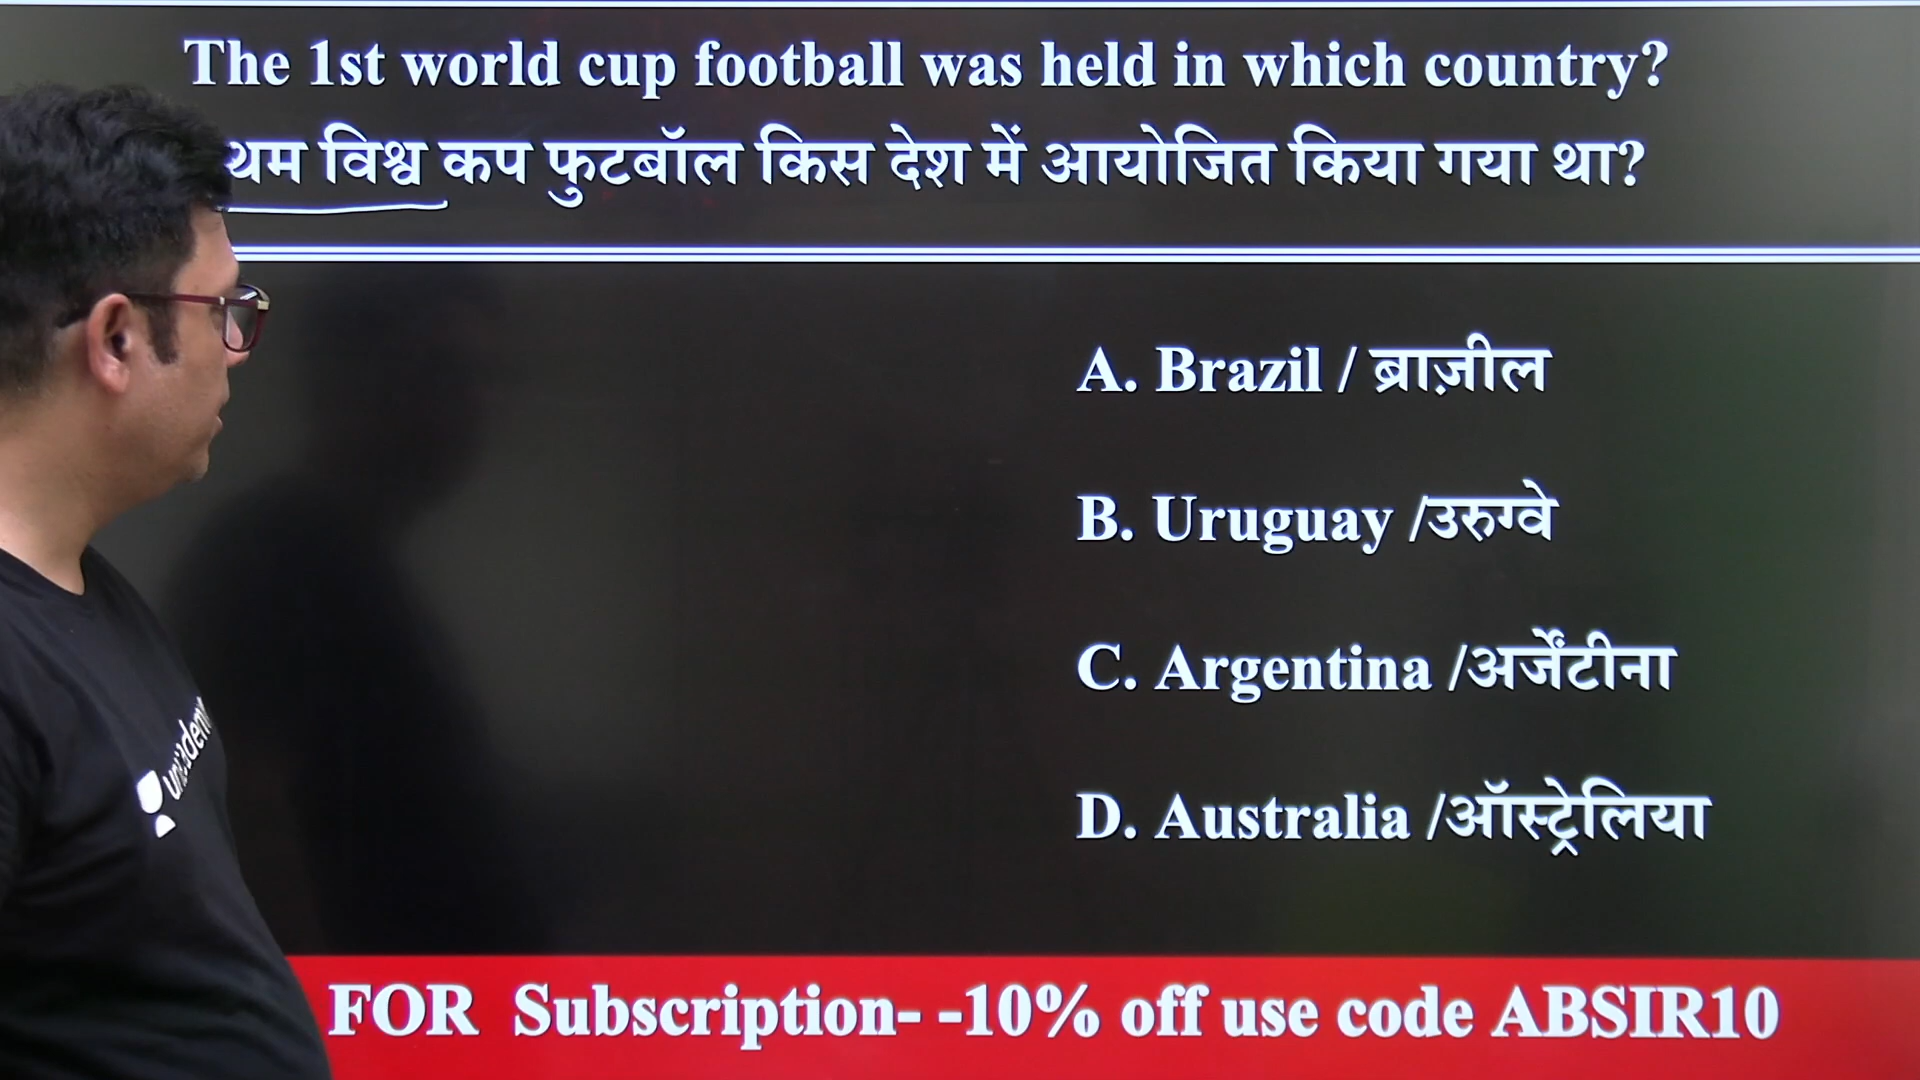 The 1st world cup football was held in which country?
विश्व कप फुटबॉल किस देश में आयोजित किया गया था?
A. Brazil / ब्राज़ील
B. Uruguay /उरुग्वे
C. Argentina /अर्जेंटीना
D. Australia /ऑस्ट्रेलिया
FOR Subscription- -10% off use code ABSIR10